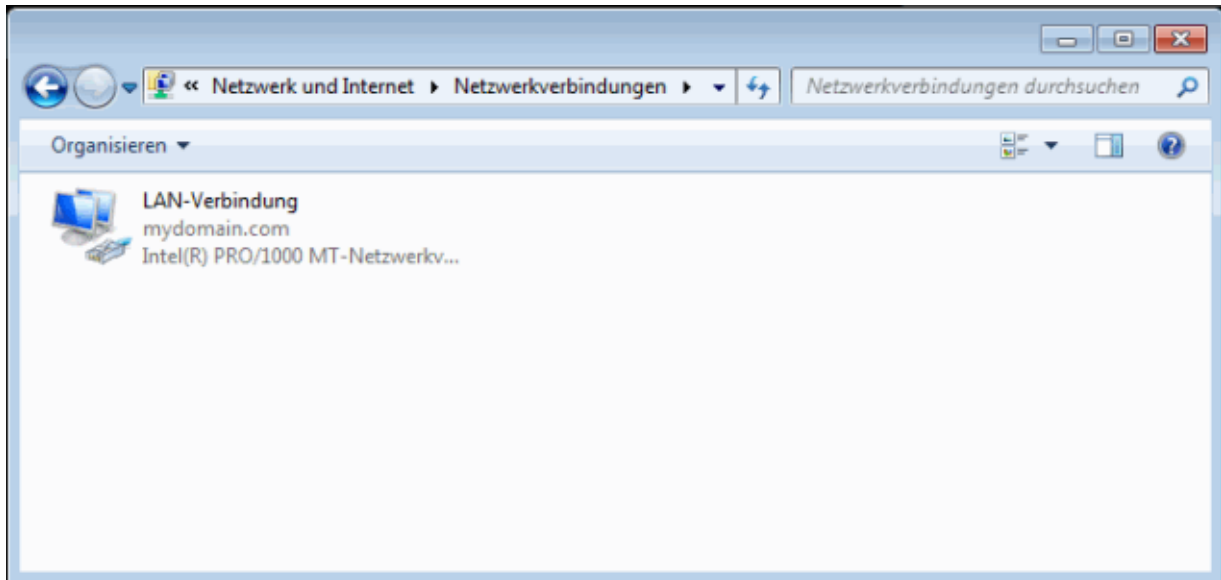 « Netzwerk und Internet Netzwerkverbindungen Netzwerkverbindungen durchsuchen
Organisieren
LAN-Verbindung
mydomain.com
Intel(R) PRO/1000 MT-Netzwerkv...